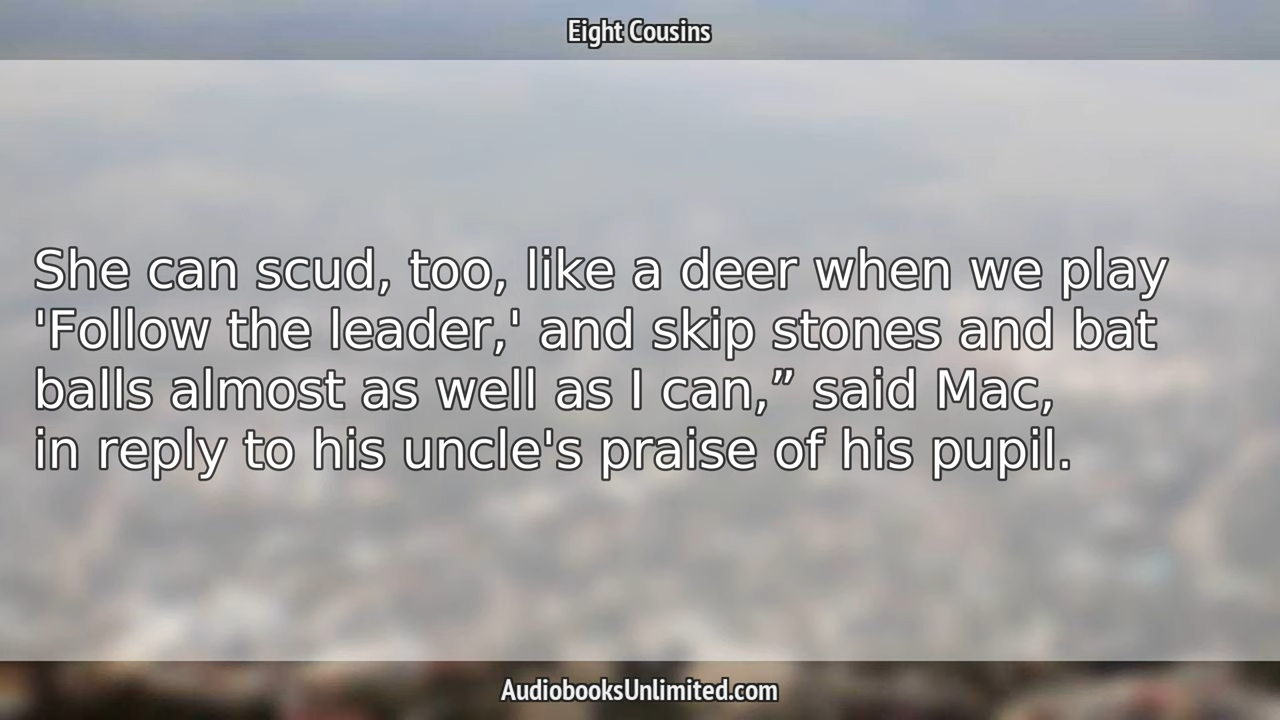 Eight Cousins
She can scud, too, like a deer when we play
'Follow the leader,' and skip stones and bat
balls almost as well as I can,” said Mac,
in reply to his uncle's praise of his pupil.
AudiobooksUnlimited.com